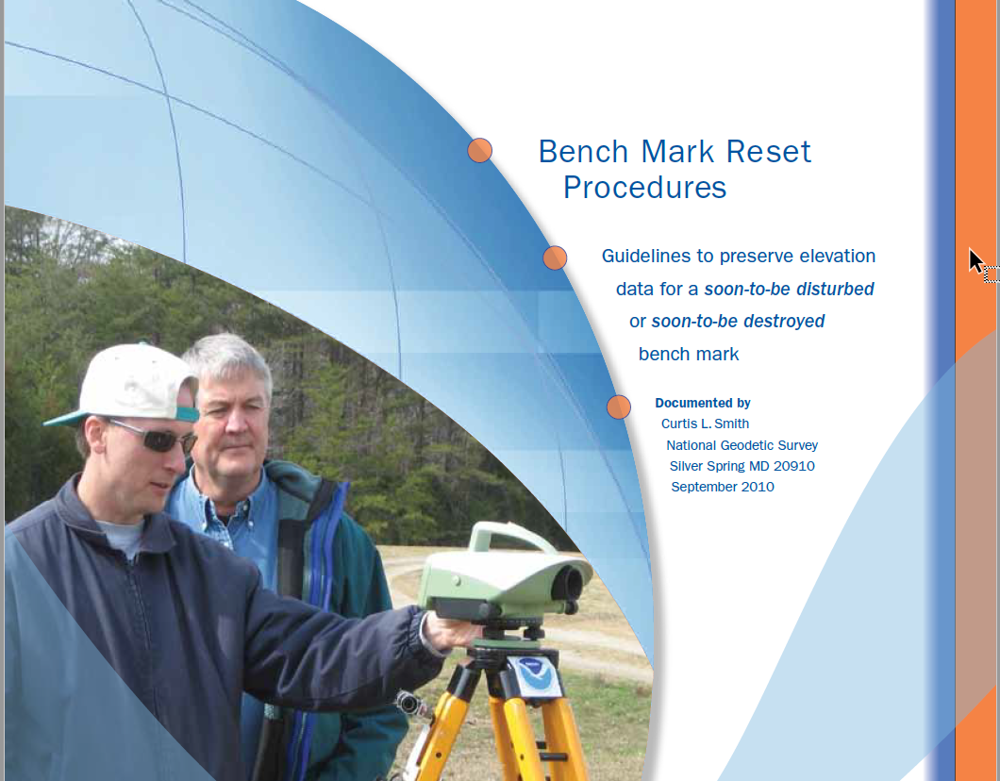 Bench Mark Reset
Procedures
Guidelines to preserve elevation
data for a soon-to-be disturbed
or soon-to-be destroyed
bench mark
Documented by
Curtis L. Smith
National Geodetic Survey
Silver Spring MD 20910
September 2010